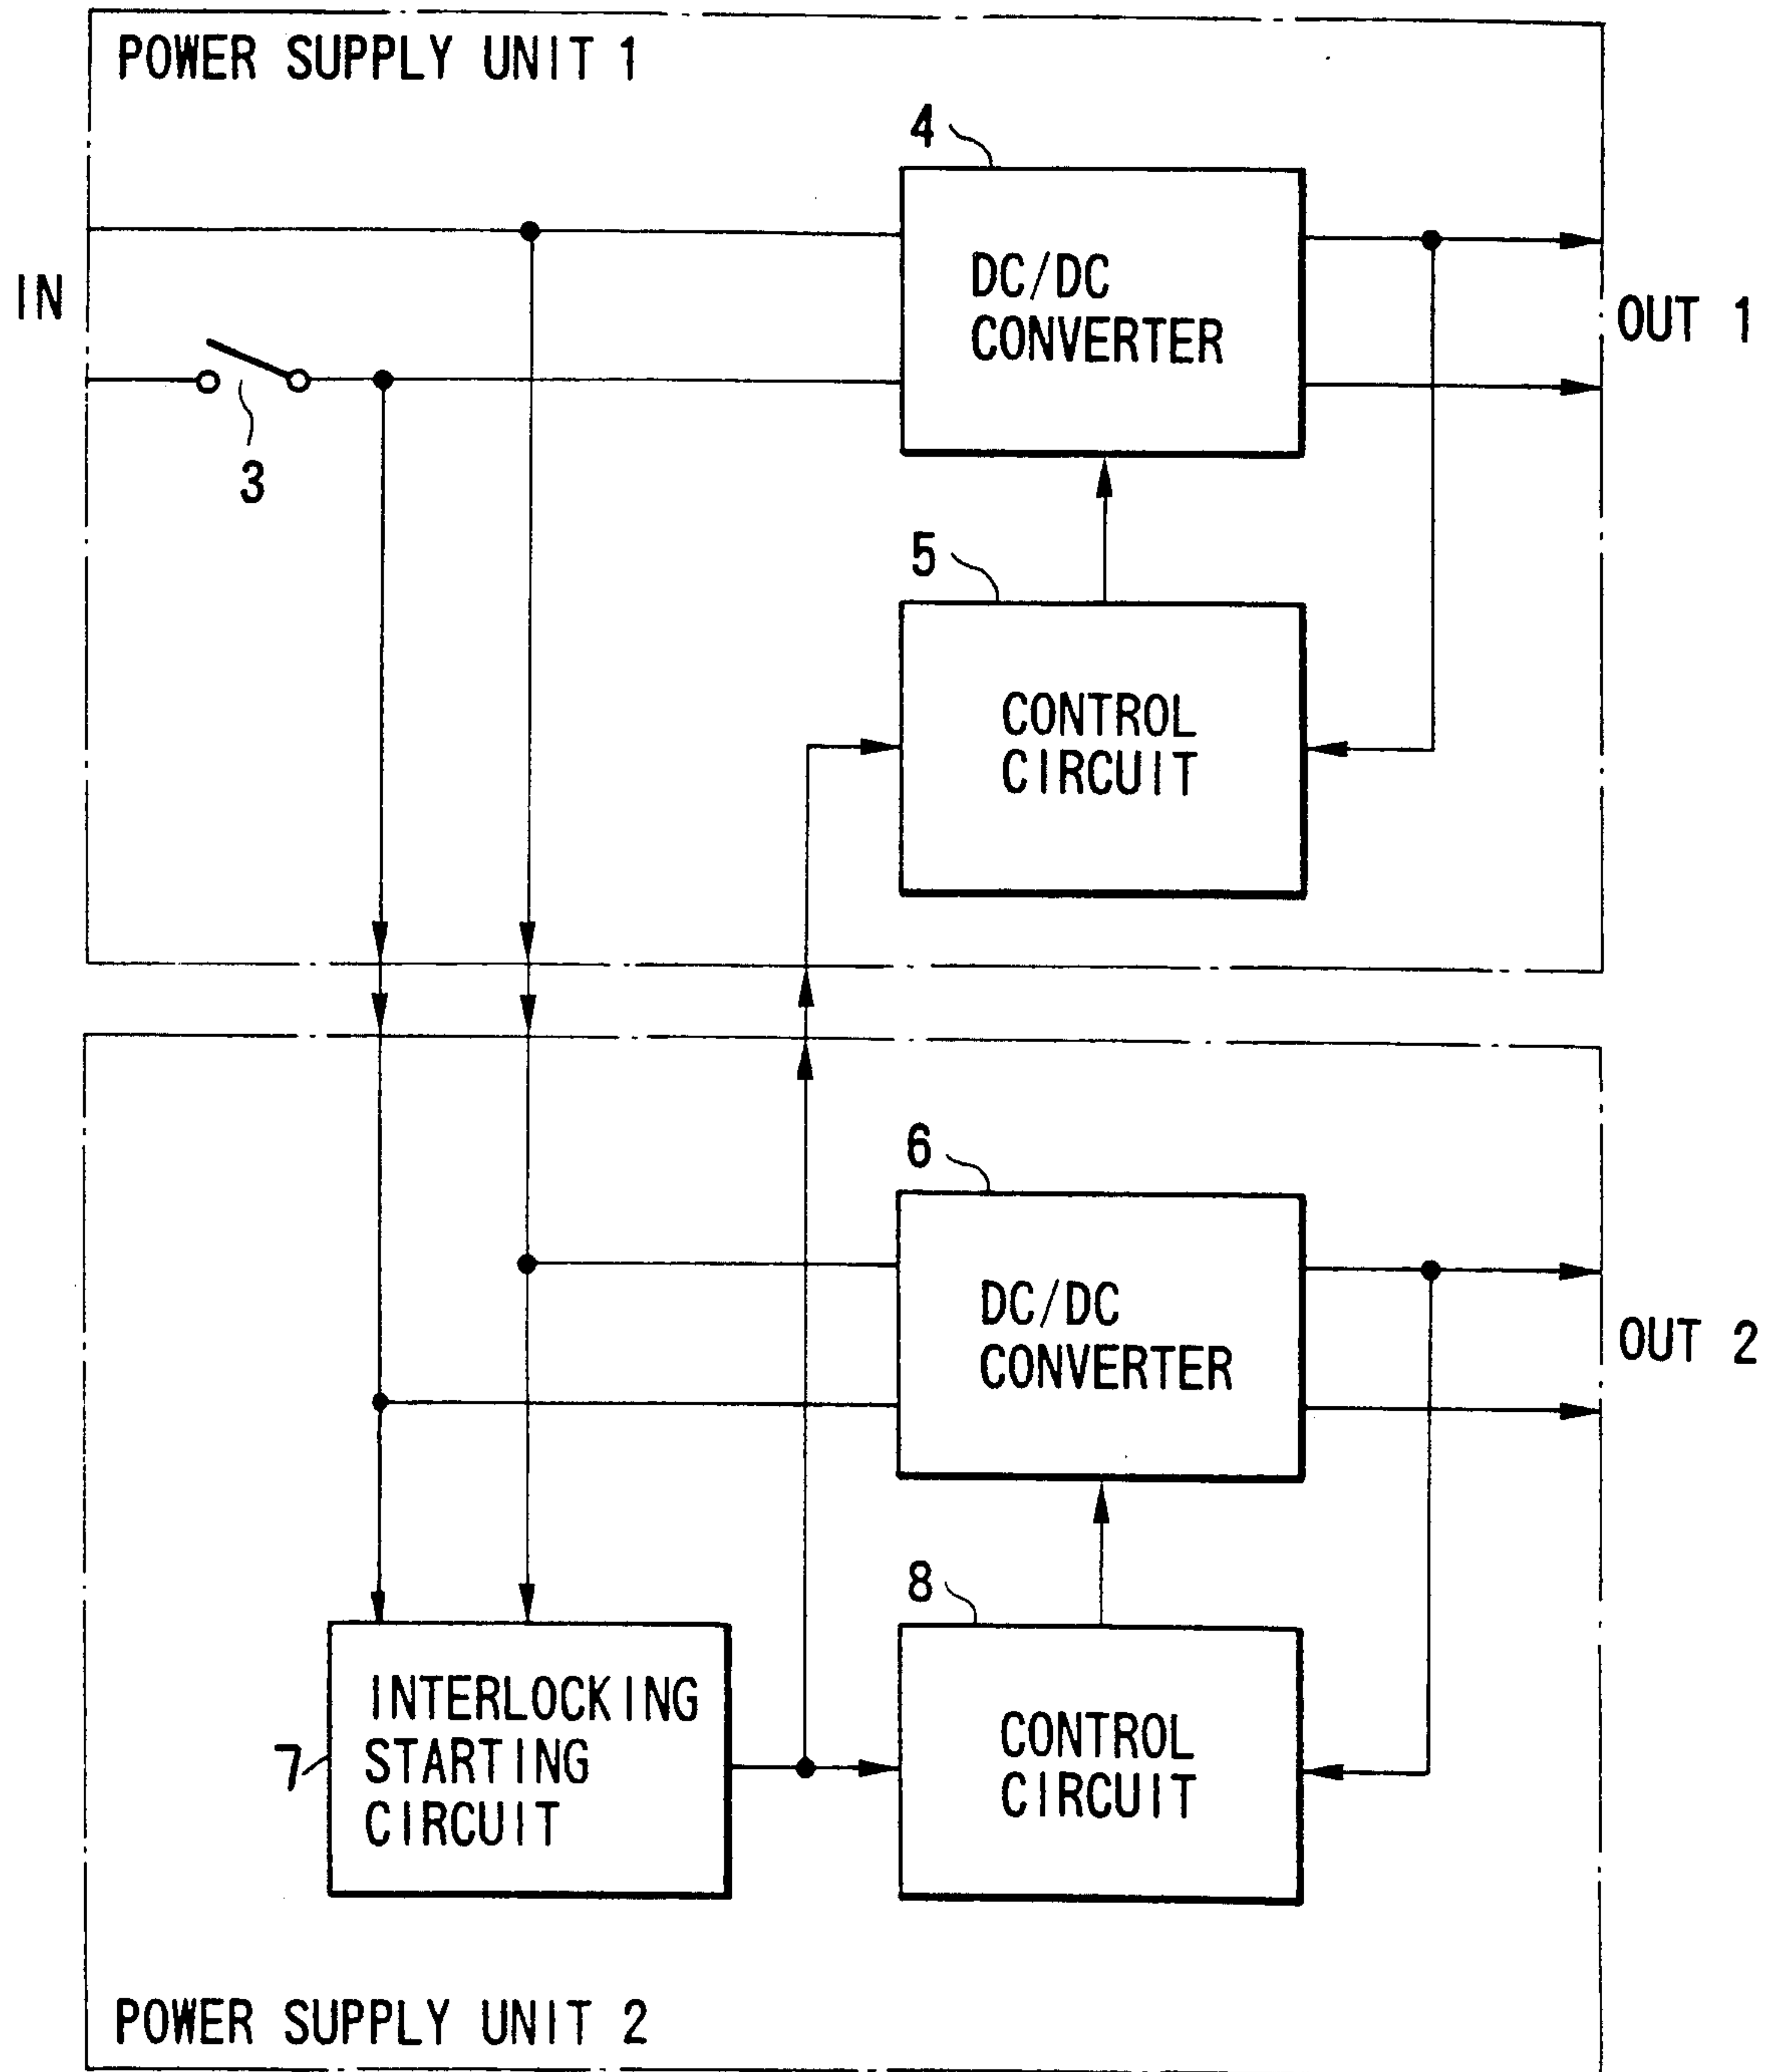 POWER SUPPLY UNIT 1
4
DC/DC
CONVERTER
IN
OUT 1
3
5
CONTROL
CIRCUIT
6
DC/DC
CONVERTER
OUT 2
8
7
INTERLOCKING
STARTING
CIRCUIT
CONTROL
CIRCUIT
POWER SUPPLY UNIT 2